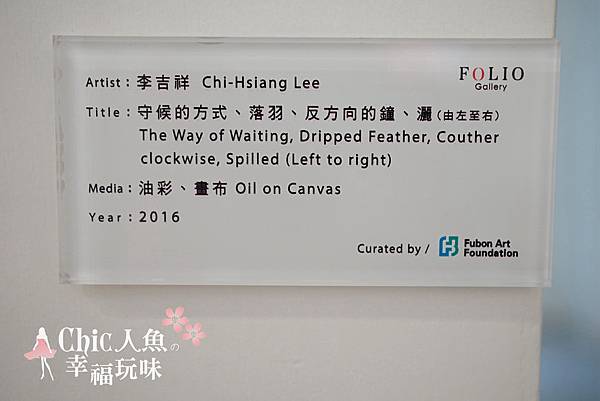 FOLIO
Gallery
Artist：李吉祥 Chi-Hsiang Lee
Title：守候的方式、落羽、反方向的鐘、灑（由左至右）
The Way of Waiting, Dripped Feather, Couther
clockwise, Spilled (Left to right)
Media：油彩、畫布 Oil on Canvas
Year：2016
Curated by / Fubon Art
Foundation
Chic人魚の
幸福玩味